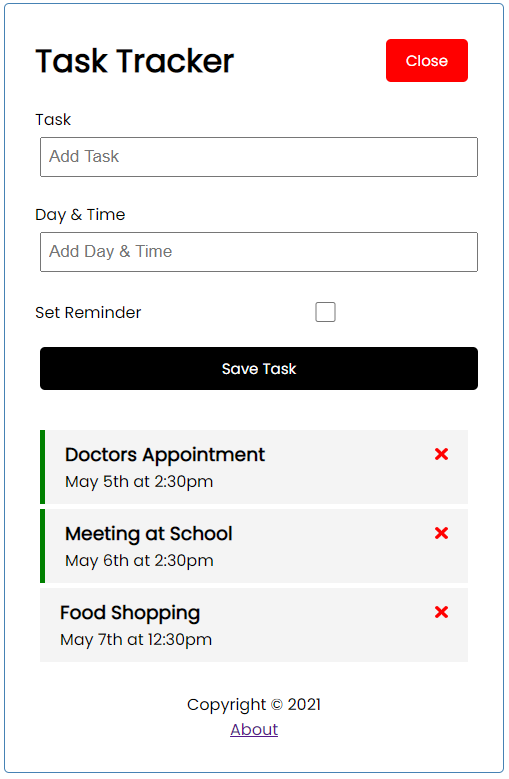 Task Tracker
Close
Task
Add Task
Day & Time
Add Day & Time
Set Reminder
Save Task
Doctors Appointment
May 5th at 2:30pm
Meeting at School
May 6th at 2:30pm
Food Shopping
May 7th at 12:30pm
Copyright © 2021
About